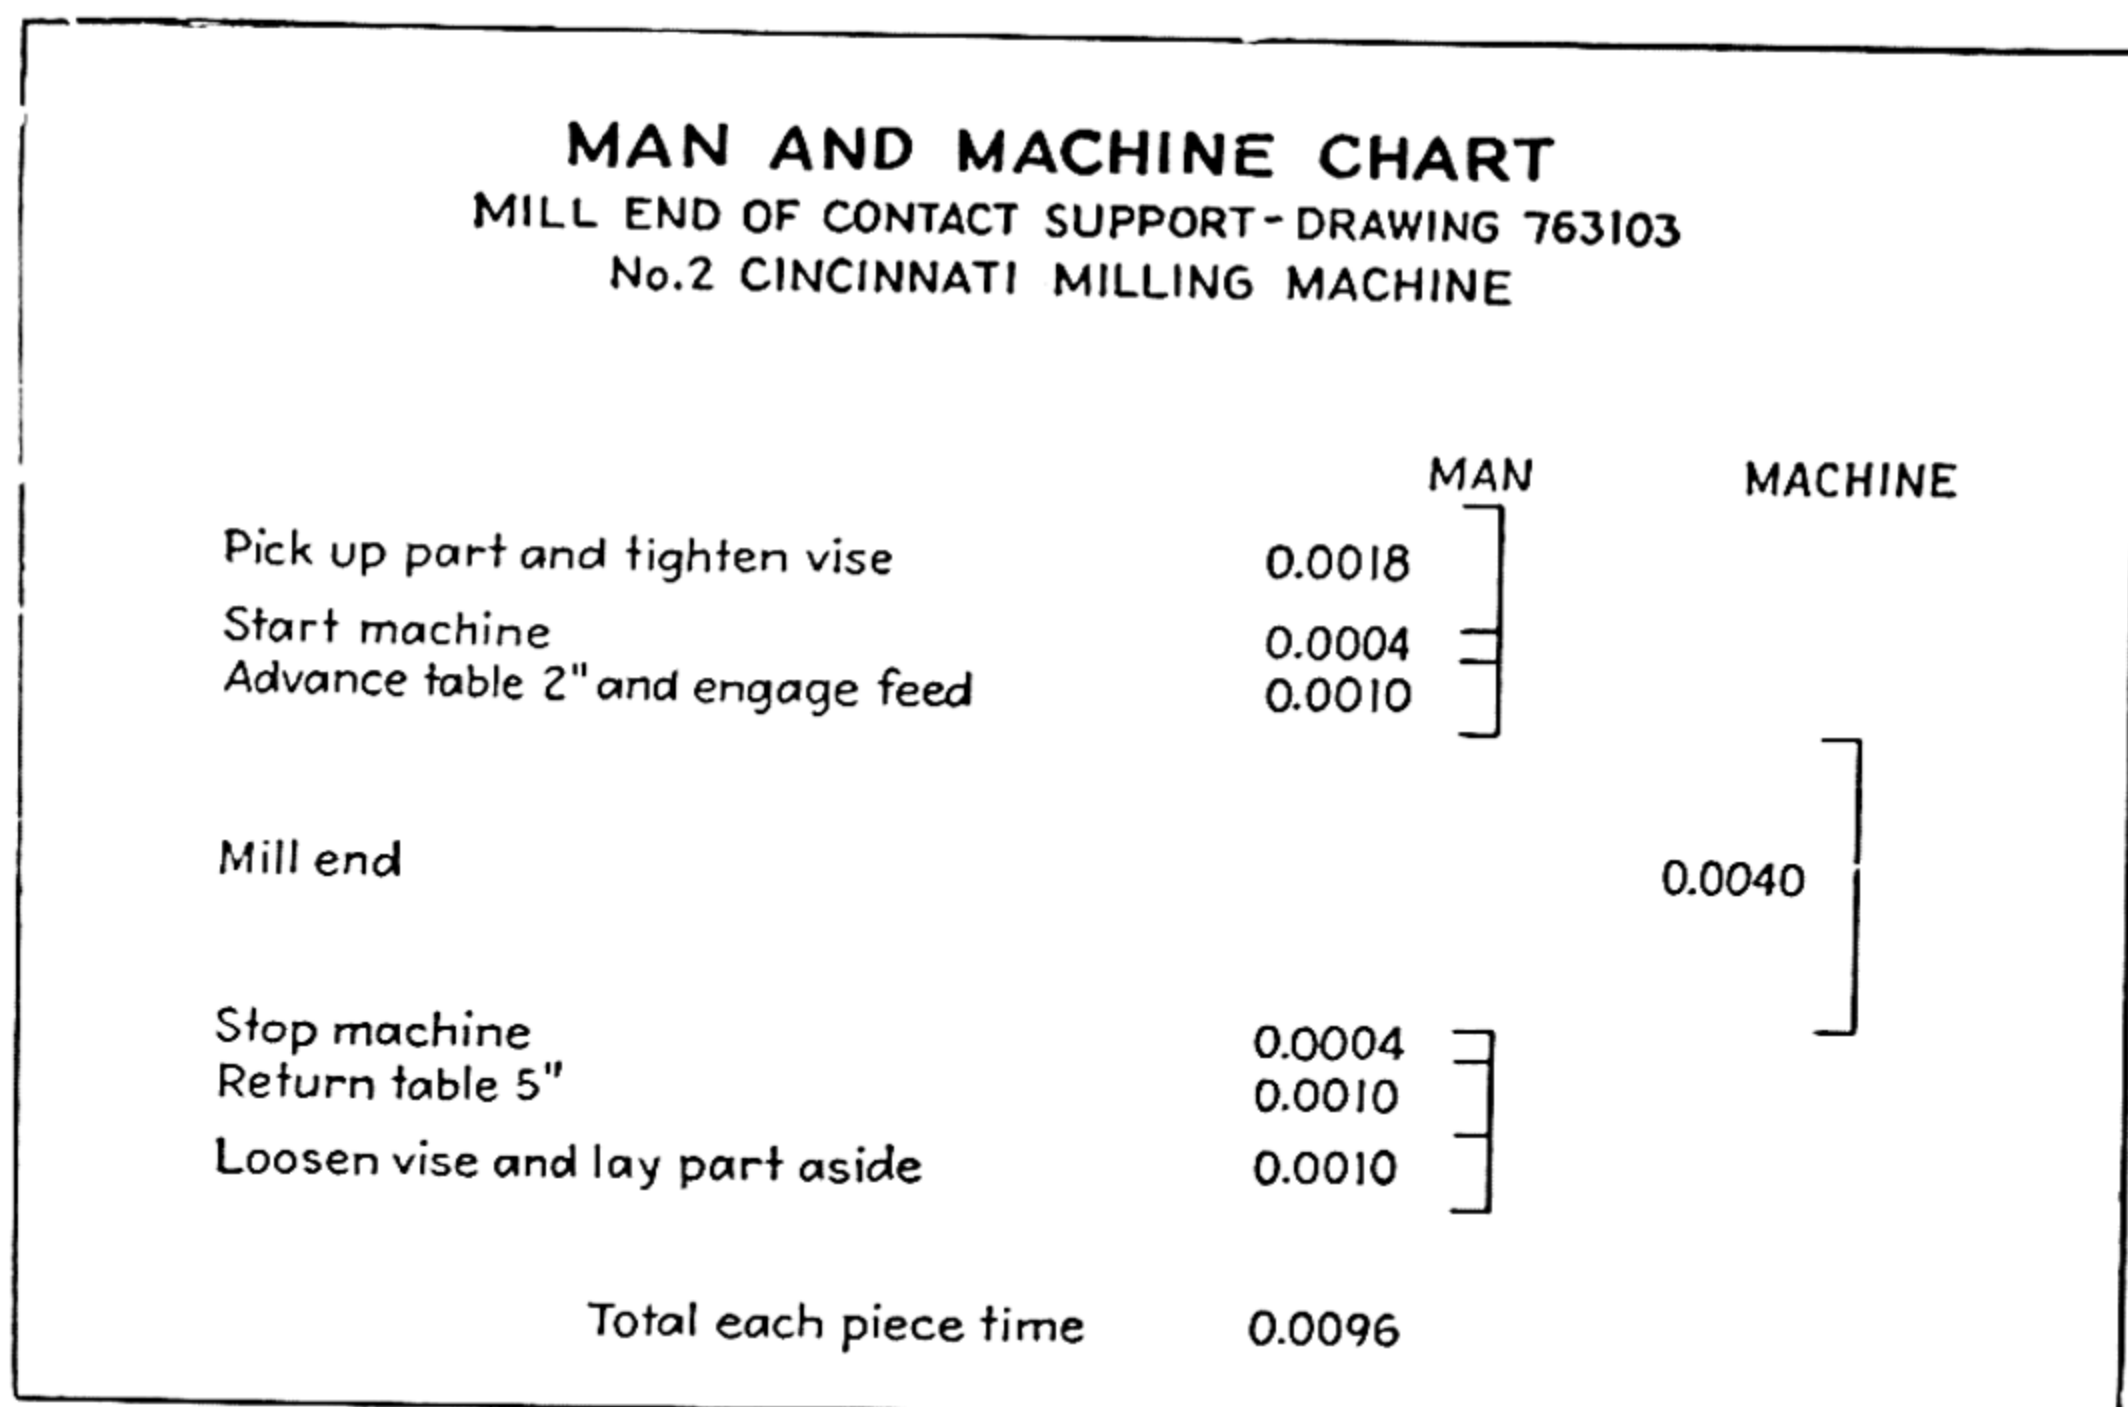 MAN AND MACHINE CHART
MILL END OF CONTACT SUPPORT-DRAWING 763103
No.2 CINCINNATI MILLING MACHINE
MAN MACHINE
Pick up part and tighten vise 0.0018
Start machine 0.0004
Advance table 2" and engage feed 0.0010
Mill end 0.0040
Stop machine 0.0004
Return table 5" 0.0010
Loosen vise and lay part aside 0.0010
Total each piece time 0.0096